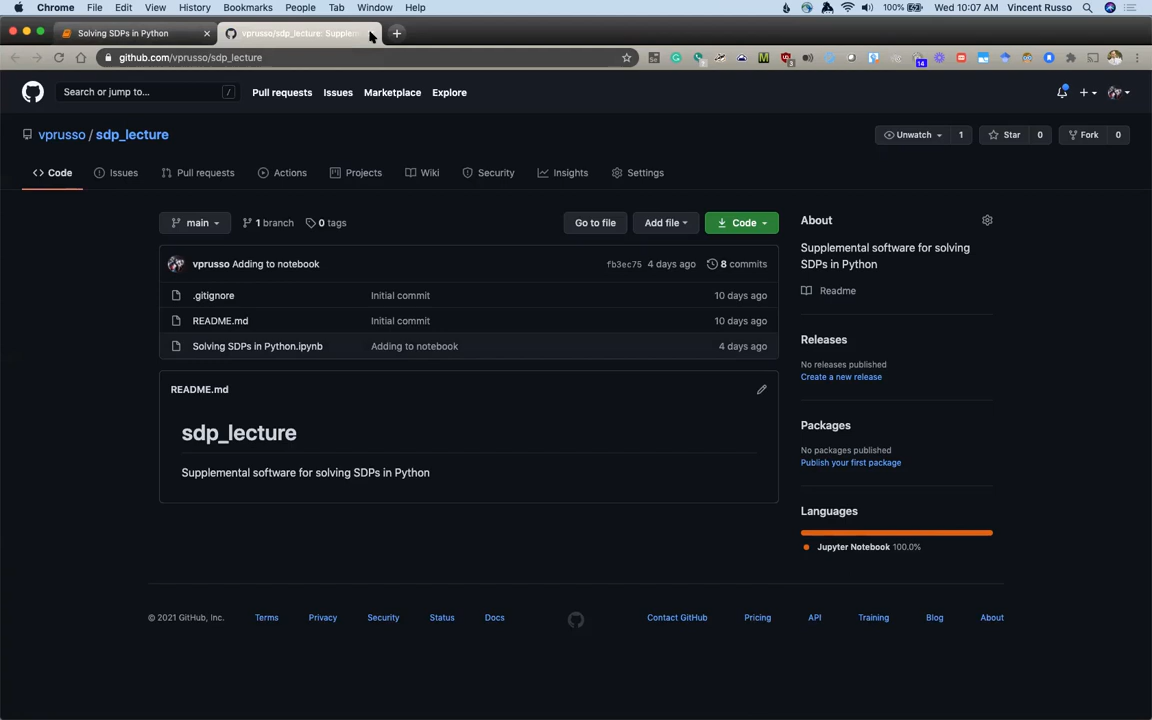 Chrome File Edit View History Bookmarks People Tab Window Help 100% Wed 10:07 AM Vincent Russo
Solving SDPs in Python vprusso/sdp_lecture: Supplem
github.com/vprusso/sdp_lecture 14
Search or jump to... / Pull requests Issues Marketplace Explore
vprusso / sdp_lecture Unwatch 1 Star 0 Fork 0
Code Issues Pull requests Actions Projects Wiki Security Insights Settings
main 1 branch 0 tags Go to file Add file Code
vprusso Adding to notebook fb3ec75 4 days ago 8 commits
.gitignore Initial commit 10 days ago
README.md Initial commit 10 days ago
Solving SDPs in Python.ipynb Adding to notebook 4 days ago
README.md
sdp_lecture
Supplemental software for solving SDPs in Python
About
Supplemental software for solving
SDPs in Python
Readme
Releases
No releases published
Create a new release
Packages
No packages published
Publish your first package
Languages
Jupyter Notebook 100.0%
© 2021 GitHub, Inc. Terms Privacy Security Status Docs Contact GitHub Pricing API Training Blog About